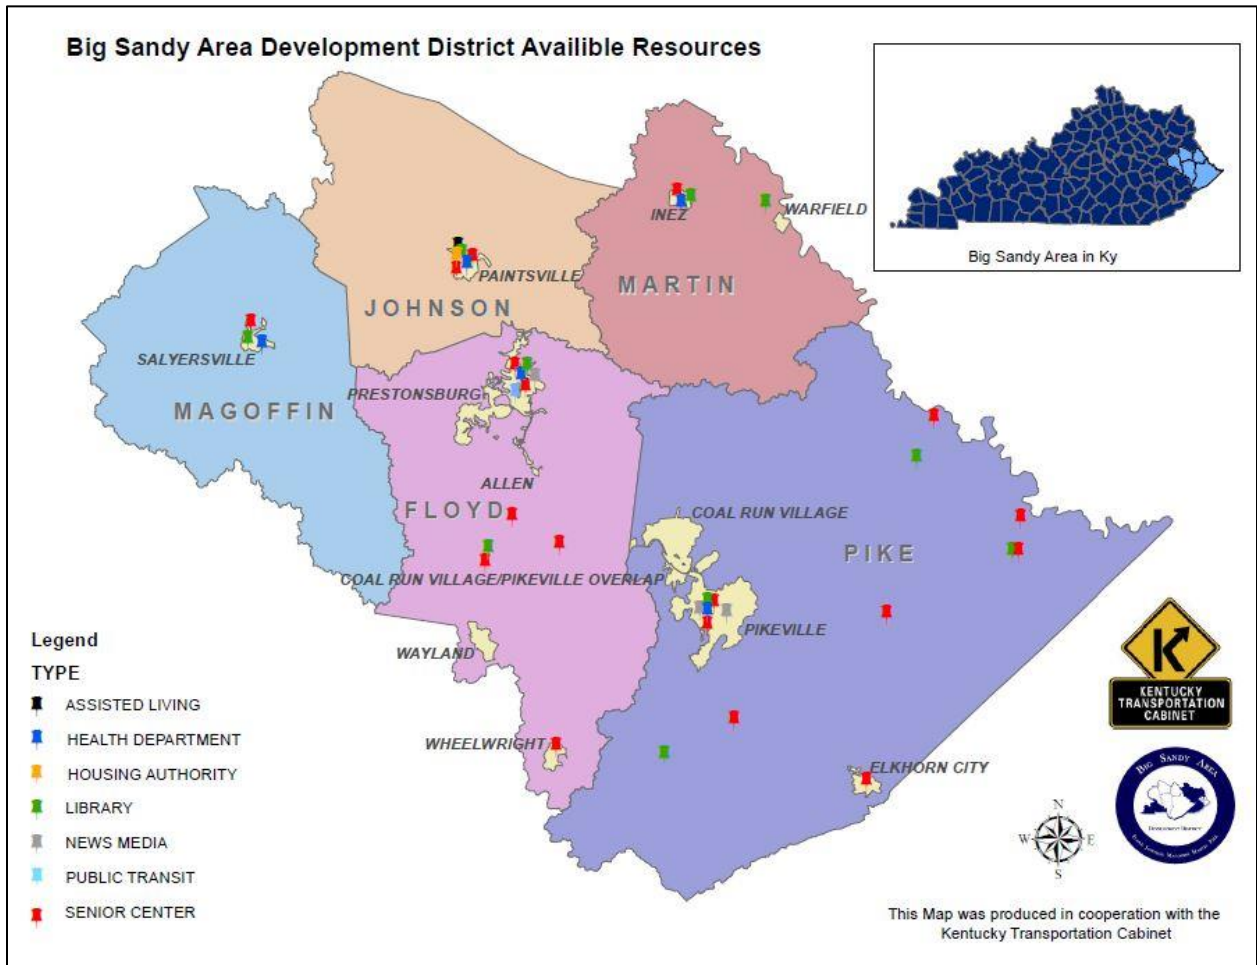 Big Sandy Area Development District Availible Resources
Big Sandy Area in Ky
INEZ
WARFIELD
PAINTSVILLE
MARTIN
JOHNSON
SALYERSVILLE
PRESTONSBURG
MAGOFFIN
ALLEN
FLOYD
COAL RUN VILLAGE
PIKE
COAL RUN VILLAGE/PIKEVILLE OVERLAP
PIKEVILLE
WAYLAND
WHEELWRIGHT
ELKHORN CITY
Legend
TYPE
ASSISTED LIVING
HEALTH DEPARTMENT
HOUSING AUTHORITY
LIBRARY
NEWS MEDIA
PUBLIC TRANSIT
SENIOR CENTER
K
KENTUCKY
TRANSPORTATION
CABINET
BIG SANDY AREA
N
W E
S
This Map was produced in cooperation with the
Kentucky Transportation Cabinet